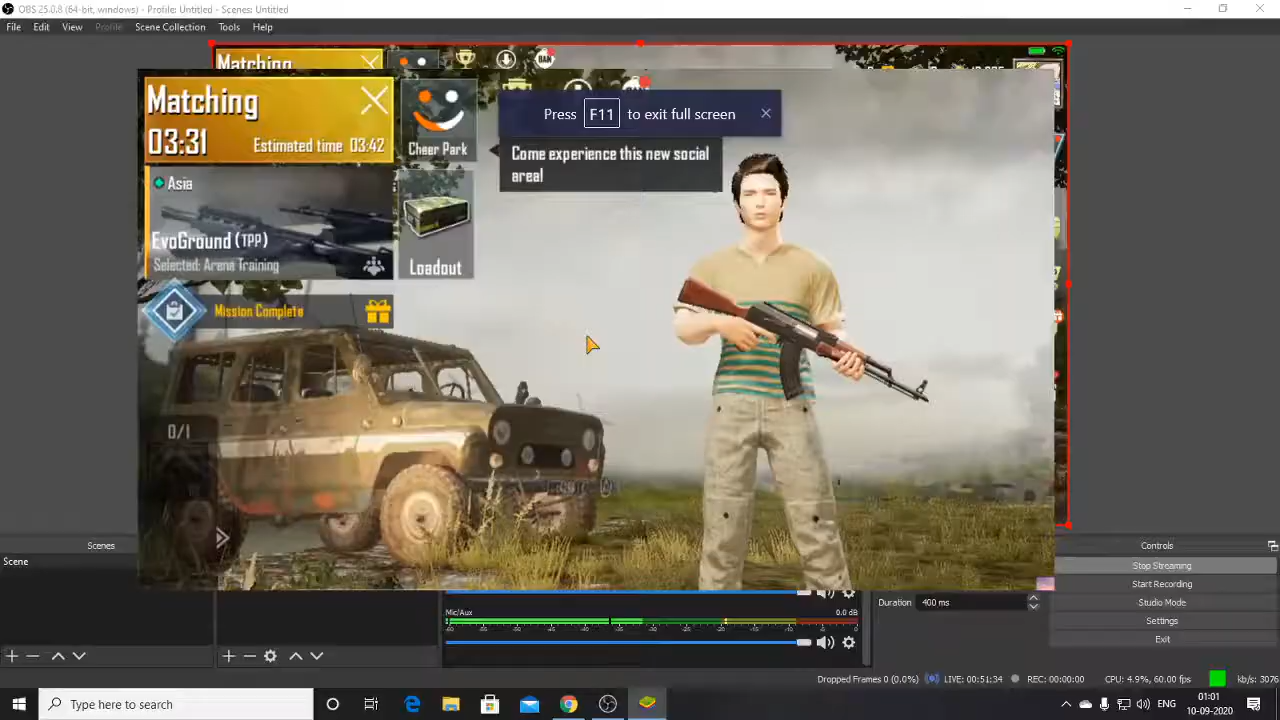 OBS 25.0.8 (64-bit, windows) - Profile: Untitled - Scenes: Untitled
File Edit View Profile Scene Collection Tools Help
Matching
Matching
03:31 Estimated time 03:42
Cheer Park
Press F11 to exit full screen
Come experience this new social
area!
Asia
EvoGround (TPP)
Selected: Arena Training
Loadout
Mission Complete
0/1
Scenes
Controls
Scene
Stop Streaming
Start Recording
Duration 400 ms
Studio Mode
Mic/Aux 0.0 dB
Settings
Exit
Dropped Frames 0 (0.0%) LIVE: 00:51:34 REC: 00:00:00 CPU: 4.9%, 60.00 fps kb/s: 3076
Type here to search
ENG
01:01
10-09-2020